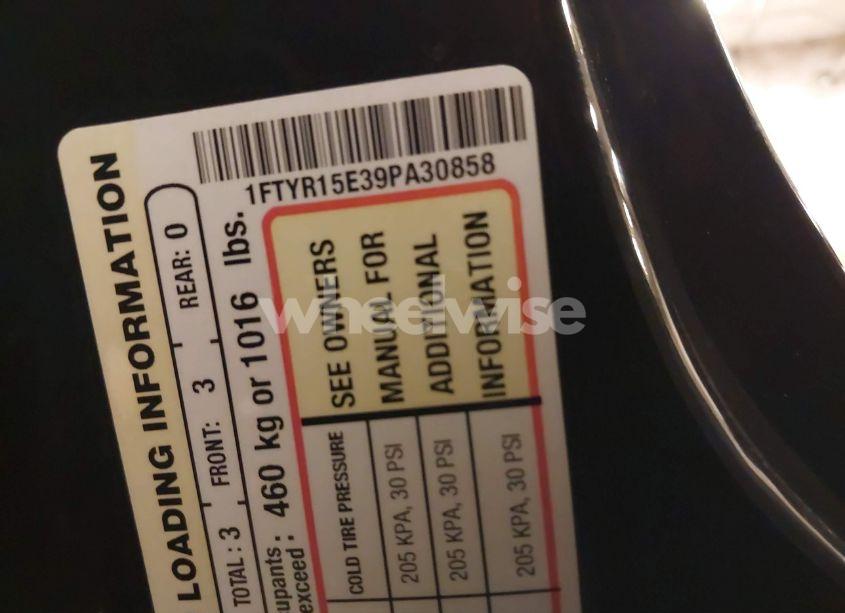 1FTYR15E39PA30858
LOADING INFORMATION
TOTAL : 3 FRONT: 3 REAR: 0
upants :
exceed : 460 kg or 1016 lbs.
COLD TIRE PRESSURE
205 KPA, 30 PSI
205 KPA, 30 PSI
205 KPA, 30 PSI
SEE OWNERS
MANUAL FOR
ADDITIONAL
INFORMATION
wheelwise